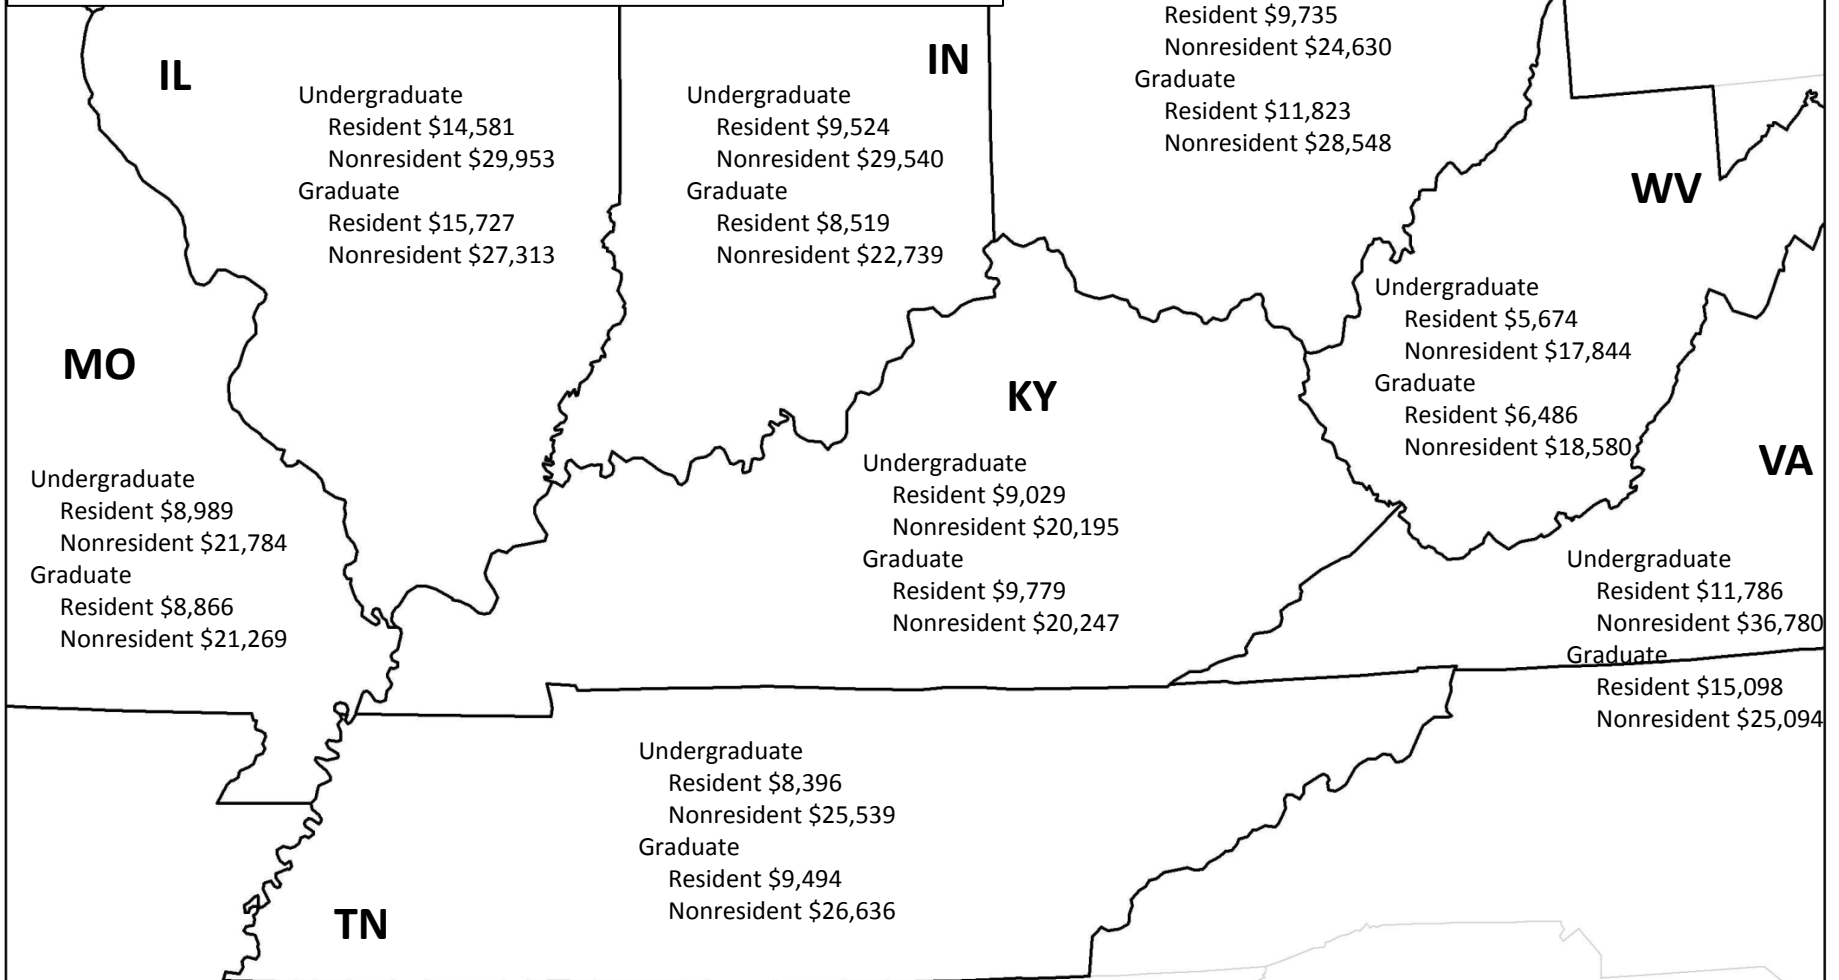 Resident $9,735
Nonresident $24,630
Graduate
Resident $11,823
Nonresident $28,548
IL
Undergraduate
Resident $14,581
Nonresident $29,953
Graduate
Resident $15,727
Nonresident $27,313
IN
Undergraduate
Resident $9,524
Nonresident $29,540
Graduate
Resident $8,519
Nonresident $22,739
WV
Undergraduate
Resident $5,674
Nonresident $17,844
Graduate
Resident $6,486
Nonresident $18,580
MO
Undergraduate
Resident $8,989
Nonresident $21,784
Graduate
Resident $8,866
Nonresident $21,269
KY
Undergraduate
Resident $9,029
Nonresident $20,195
Graduate
Resident $9,779
Nonresident $20,247
VA
Undergraduate
Resident $11,786
Nonresident $36,780
Graduate
Resident $15,098
Nonresident $25,094
Undergraduate
Resident $8,396
Nonresident $25,539
Graduate
Resident $9,494
Nonresident $26,636
TN